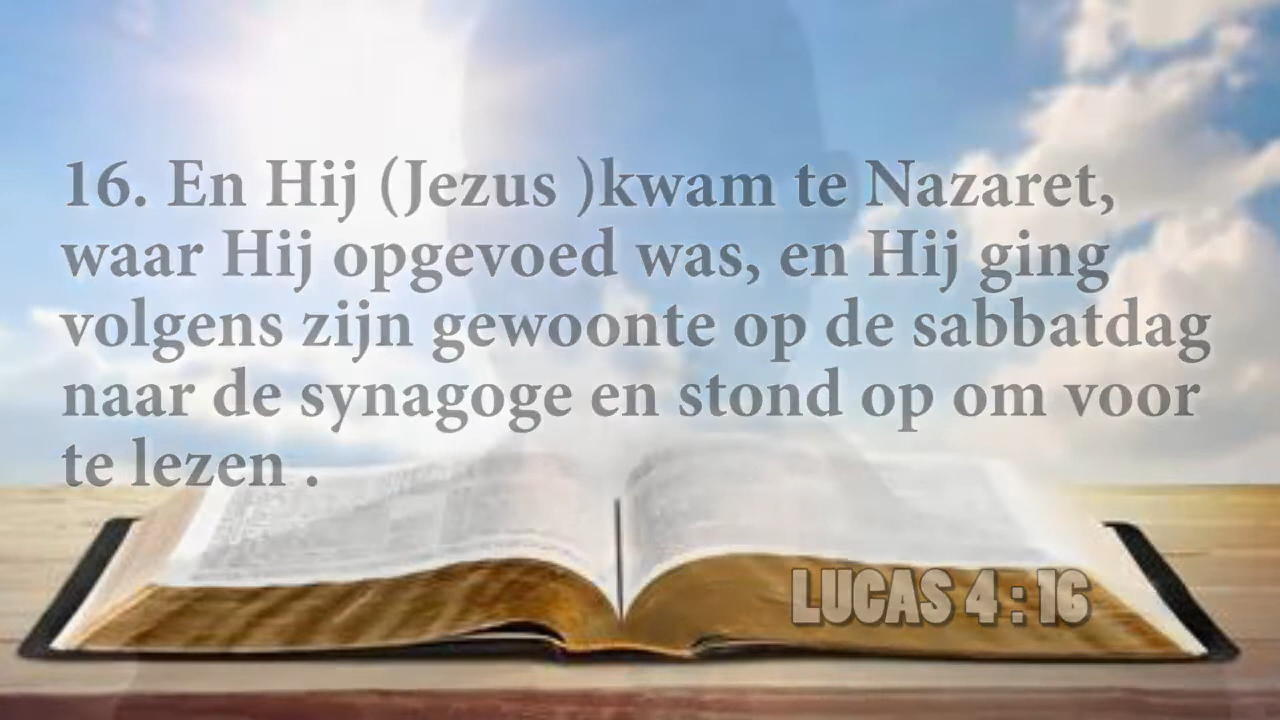 16. En Hij (Jezus )kwam te Nazaret,
waar Hij opgevoed was, en Hij ging
volgens zijn gewoonte op de sabbatdag
naar de synagoge en stond op om voor
te lezen .
LUCAS 4 : 16